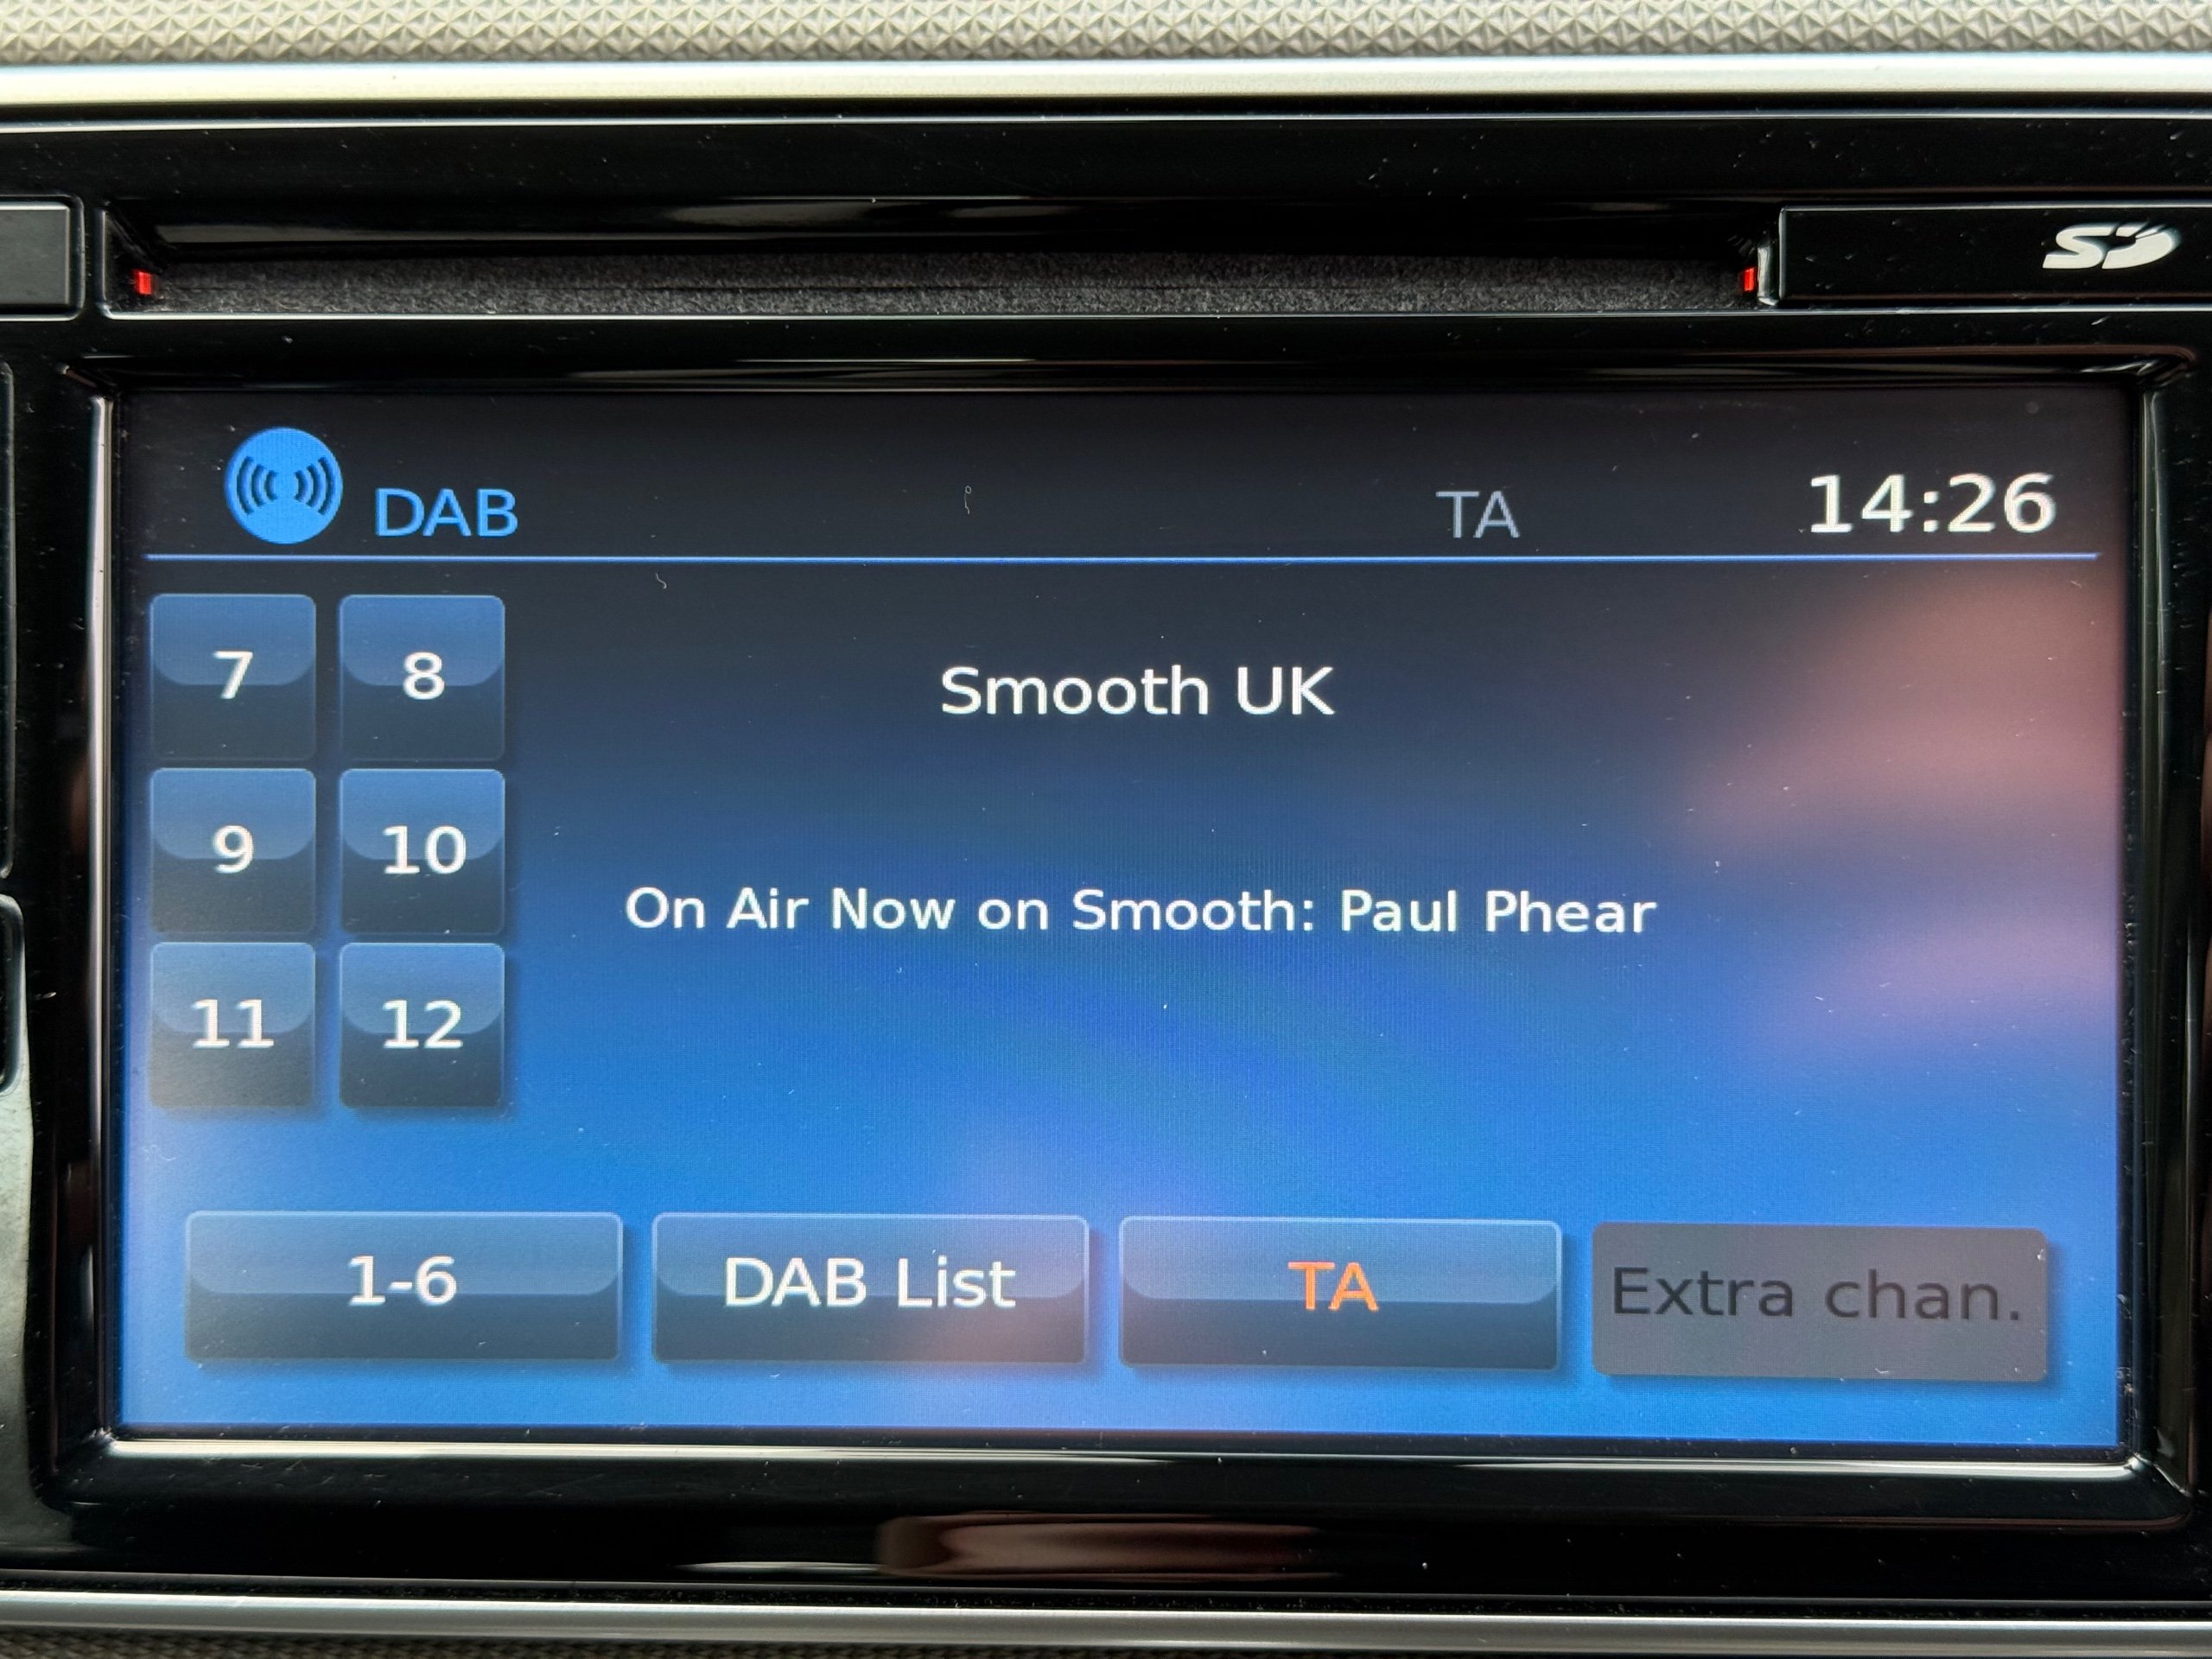 SD
DAB TA 14:26
7 8
Smooth UK
9 10
On Air Now on Smooth: Paul Phear
11 12
1-6 DAB List TA Extra chan.